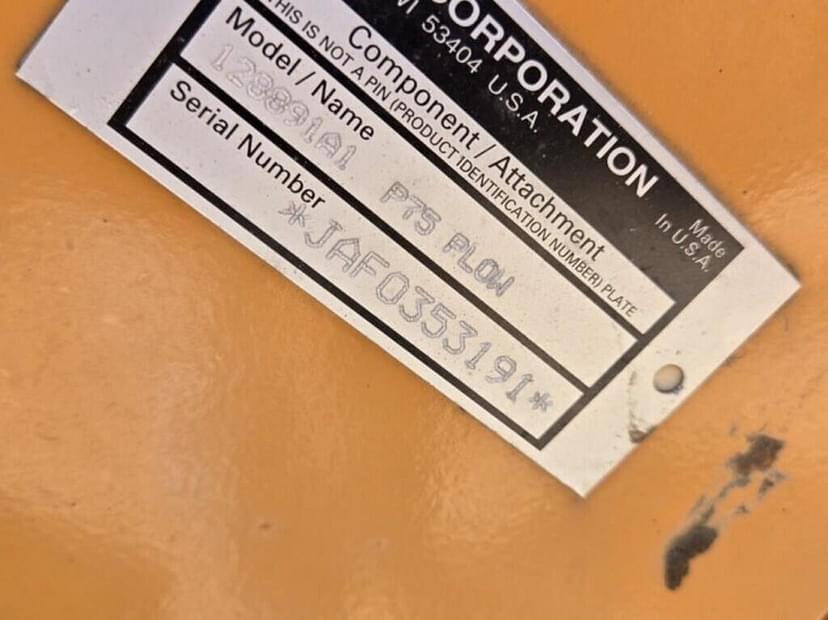 CORPORATION
WI 53404 U.S.A.
Made
In U.S.A.
Component / Attachment
THIS IS NOT A PIN (PRODUCT IDENTIFICATION NUMBER) PLATE
Model / Name
128891A1 P75 PLOW
Serial Number
*JAF0353191*